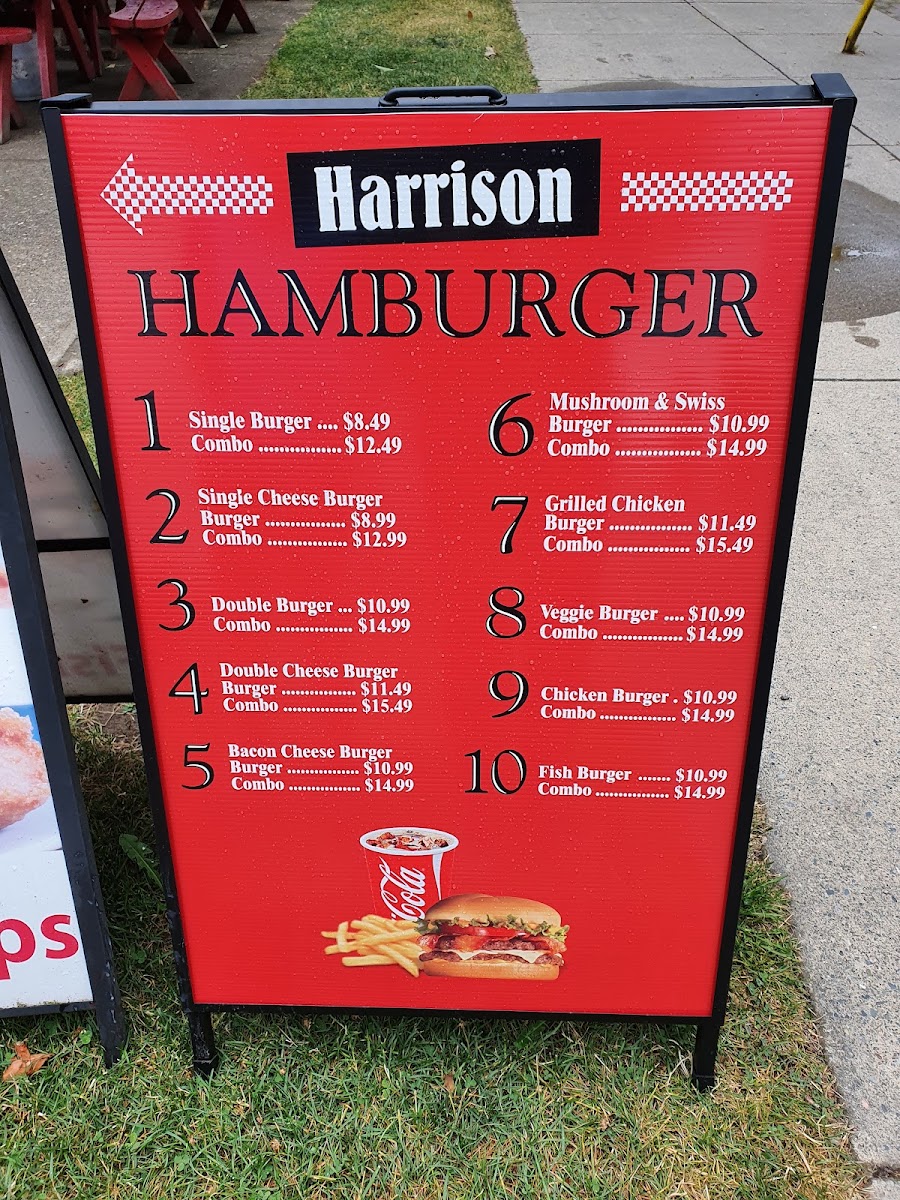 Harrison
HAMBURGER
1
Single Burger .... $8.49
Combo ................ $12.49
2
Single Cheese Burger
Burger ................ $8.99
Combo ................ $12.99
3
Double Burger ... $10.99
Combo ................ $14.99
4
Double Cheese Burger
Burger ................ $11.49
Combo ................ $15.49
5
Bacon Cheese Burger
Burger ................ $10.99
Combo ................ $14.99
6
Mushroom & Swiss
Burger ................. $10.99
Combo ................. $14.99
7
Grilled Chicken
Burger ................. $11.49
Combo ................. $15.49
8
Veggie Burger .... $10.99
Combo ................. $14.99
9
Chicken Burger . $10.99
Combo ................. $14.99
10
Fish Burger ....... $10.99
Combo ................. $14.99
ps